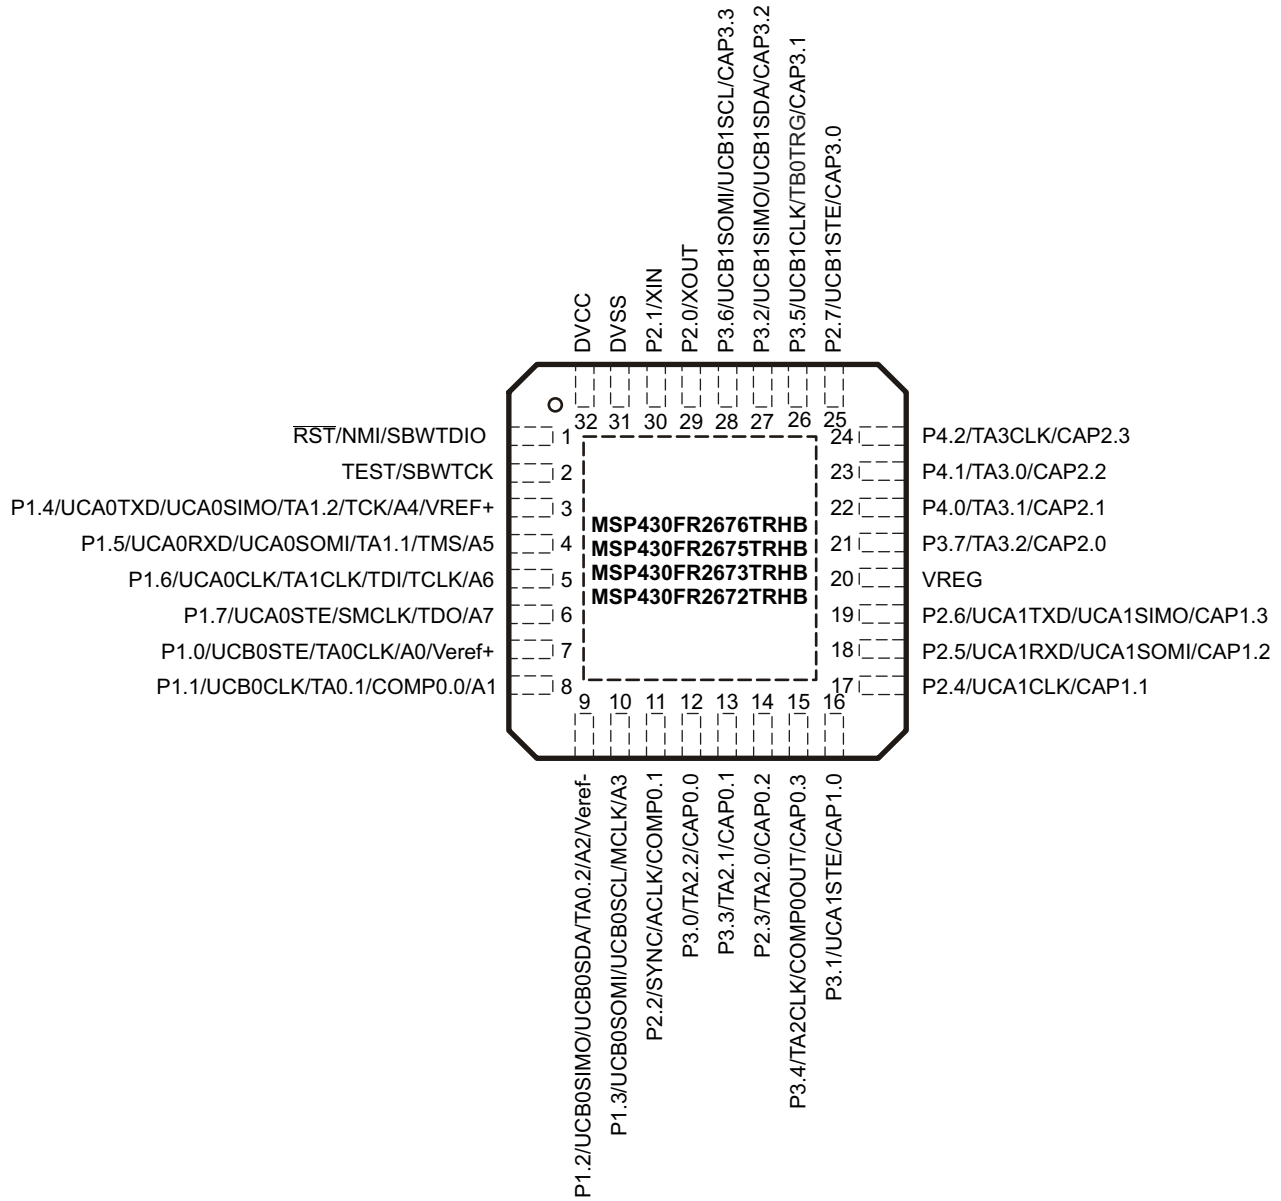 P3.6/UCB1SOMI/UCB1SCL/CAP3.3
P3.2/UCB1SIMO/UCB1SDA/CAP3.2
P3.5/UCB1CLK/TB0TRG/CAP3.1
P2.7/UCB1STE/CAP3.0
DVCC
DVSS
P2.1/XIN
P2.0/XOUT
32 31 30 29 28 27 26 25
RST/NMI/SBWTDIO 1
24 P4.2/TA3CLK/CAP2.3
TEST/SBWTCK 2
23 P4.1/TA3.0/CAP2.2
P1.4/UCA0TXD/UCA0SIMO/TA1.2/TCK/A4/VREF+ 3
22 P4.0/TA3.1/CAP2.1
P1.5/UCA0RXD/UCA0SOMI/TA1.1/TMS/A5 4
21 P3.7/TA3.2/CAP2.0
P1.6/UCA0CLK/TA1CLK/TDI/TCLK/A6 5
20 VREG
P1.7/UCA0STE/SMCLK/TDO/A7 6
19 P2.6/UCA1TXD/UCA1SIMO/CAP1.3
P1.0/UCB0STE/TA0CLK/A0/Veref+ 7
18 P2.5/UCA1RXD/UCA1SOMI/CAP1.2
P1.1/UCB0CLK/TA0.1/COMP0.0/A1 8
17 P2.4/UCA1CLK/CAP1.1
MSP430FR2676TRHB
MSP430FR2675TRHB
MSP430FR2673TRHB
MSP430FR2672TRHB
9 10 11 12 13 14 15 16
P1.2/UCB0SIMO/UCB0SDA/TA0.2/A2/Veref-
P1.3/UCB0SOMI/UCB0SCL/MCLK/A3
P2.2/SYNC/ACLK/COMP0.1
P3.0/TA2.2/CAP0.0
P3.3/TA2.1/CAP0.1
P2.3/TA2.0/CAP0.2
P3.4/TA2CLK/COMP0OUT/CAP0.3
P3.1/UCA1STE/CAP1.0